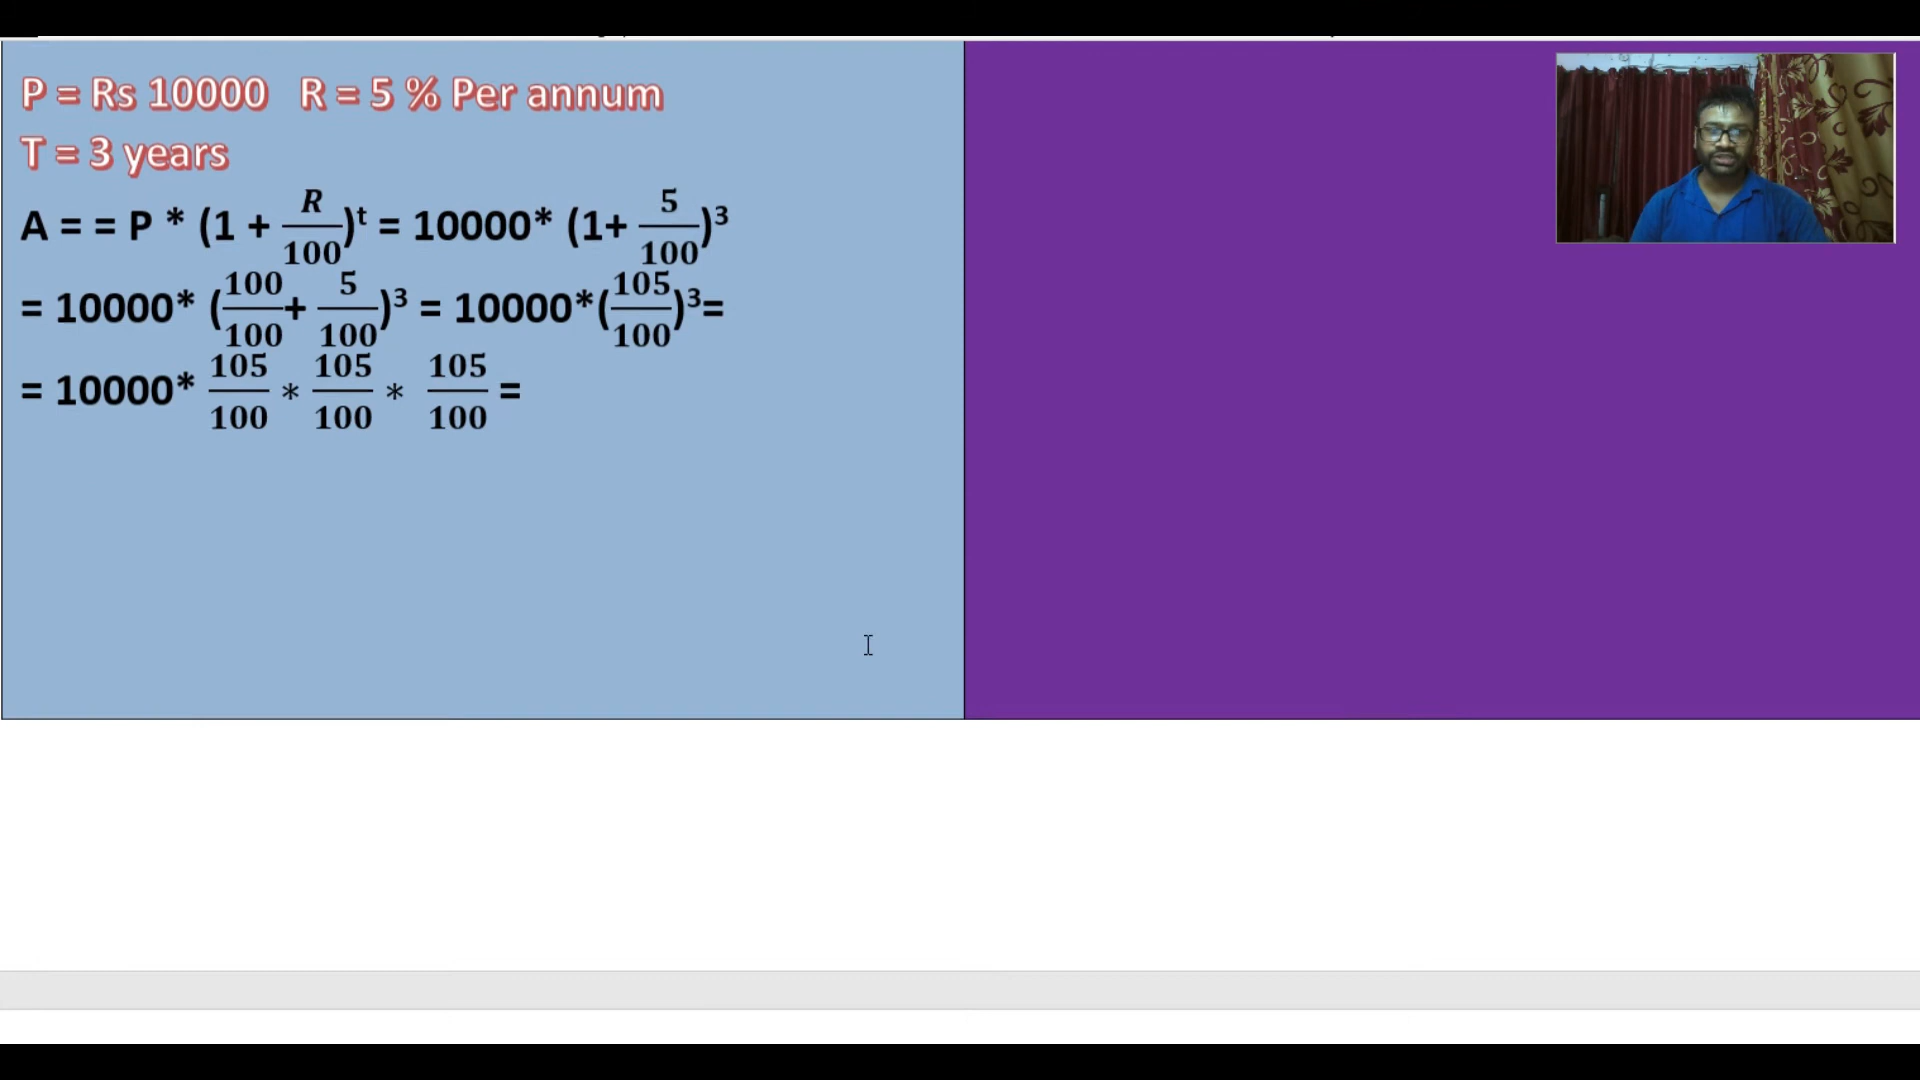 P = Rs 10000 R = 5 % Per annum
T = 3 years
A = = P * (1 + R/100)ᵗ = 10000* (1+ 5/100)³
= 10000* (100/100+ 5/100)³ = 10000*(105/100)³=
= 10000* 105/100 * 105/100 * 105/100 =